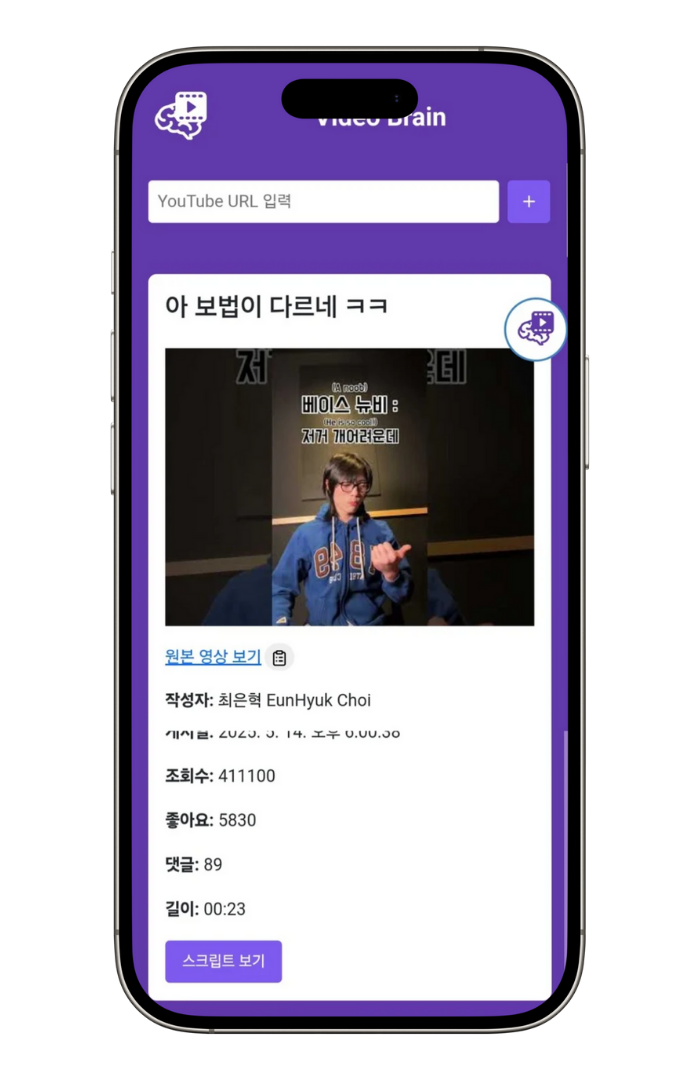 Video Brain
YouTube URL 입력
+
아 보법이 다르네 ㅋㅋ
저
운데
(A noob)
베이스 뉴비 :
(He is so cool)
저거 개어려운데
원본 영상 보기
작성자: 최은혁 EunHyuk Choi
게시일: 2025. 5. 14. 오후 6:00:38
조회수: 411100
좋아요: 5830
댓글: 89
길이: 00:23
스크립트 보기